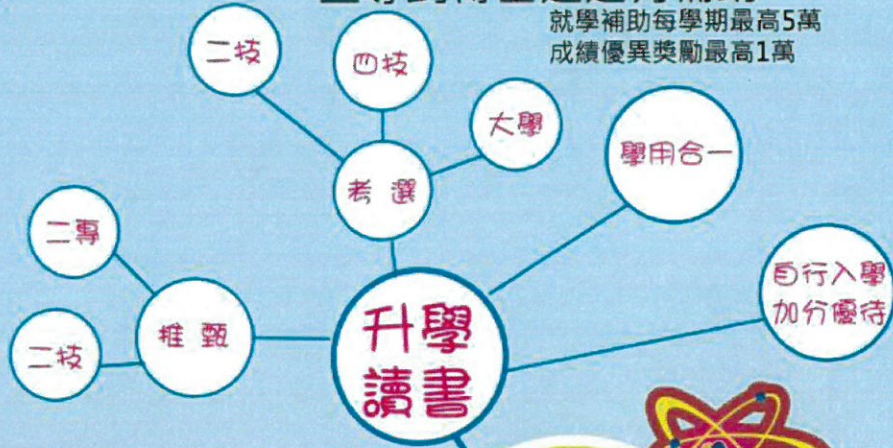 就學補助每學期最高5萬
成績優異獎勵最高1萬
二技
四技
大學
考選
學用合一
二專
推甄
二技
自行入學
加分優待
升學
讀書